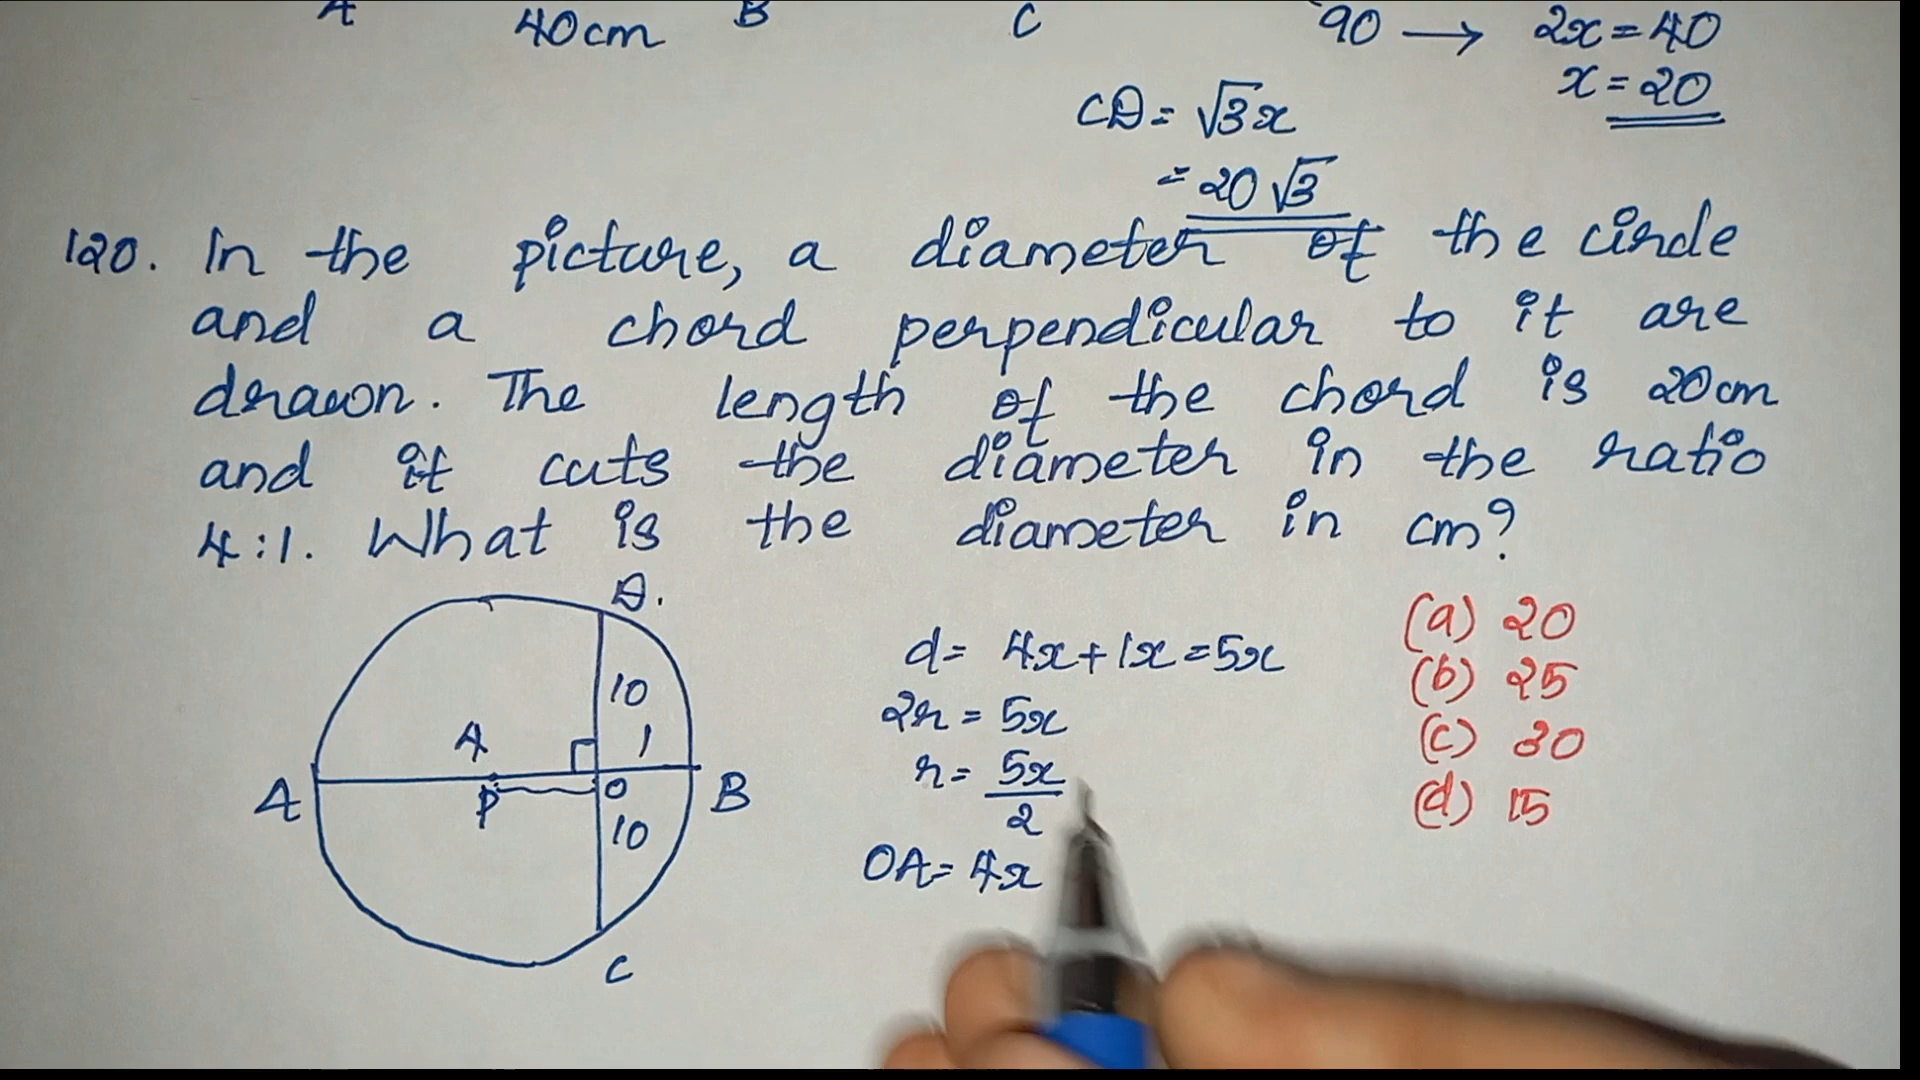 A 40cm B C 90 → 2x = 40
x = 20
CD = √3x
= 20√3
120. In the picture, a diameter of the circle
and a chord perpendicular to it are
drawn. The length of the chord is 20cm
and it cuts the diameter in the ratio
4:1. What is the diameter in cm?
D.
10
4 1
A P O B
10
C
d = 4x + 1x = 5x
2r = 5x
r = 5x/2
OA = 4x
(a) 20
(b) 25
(c) 30
(d) 15